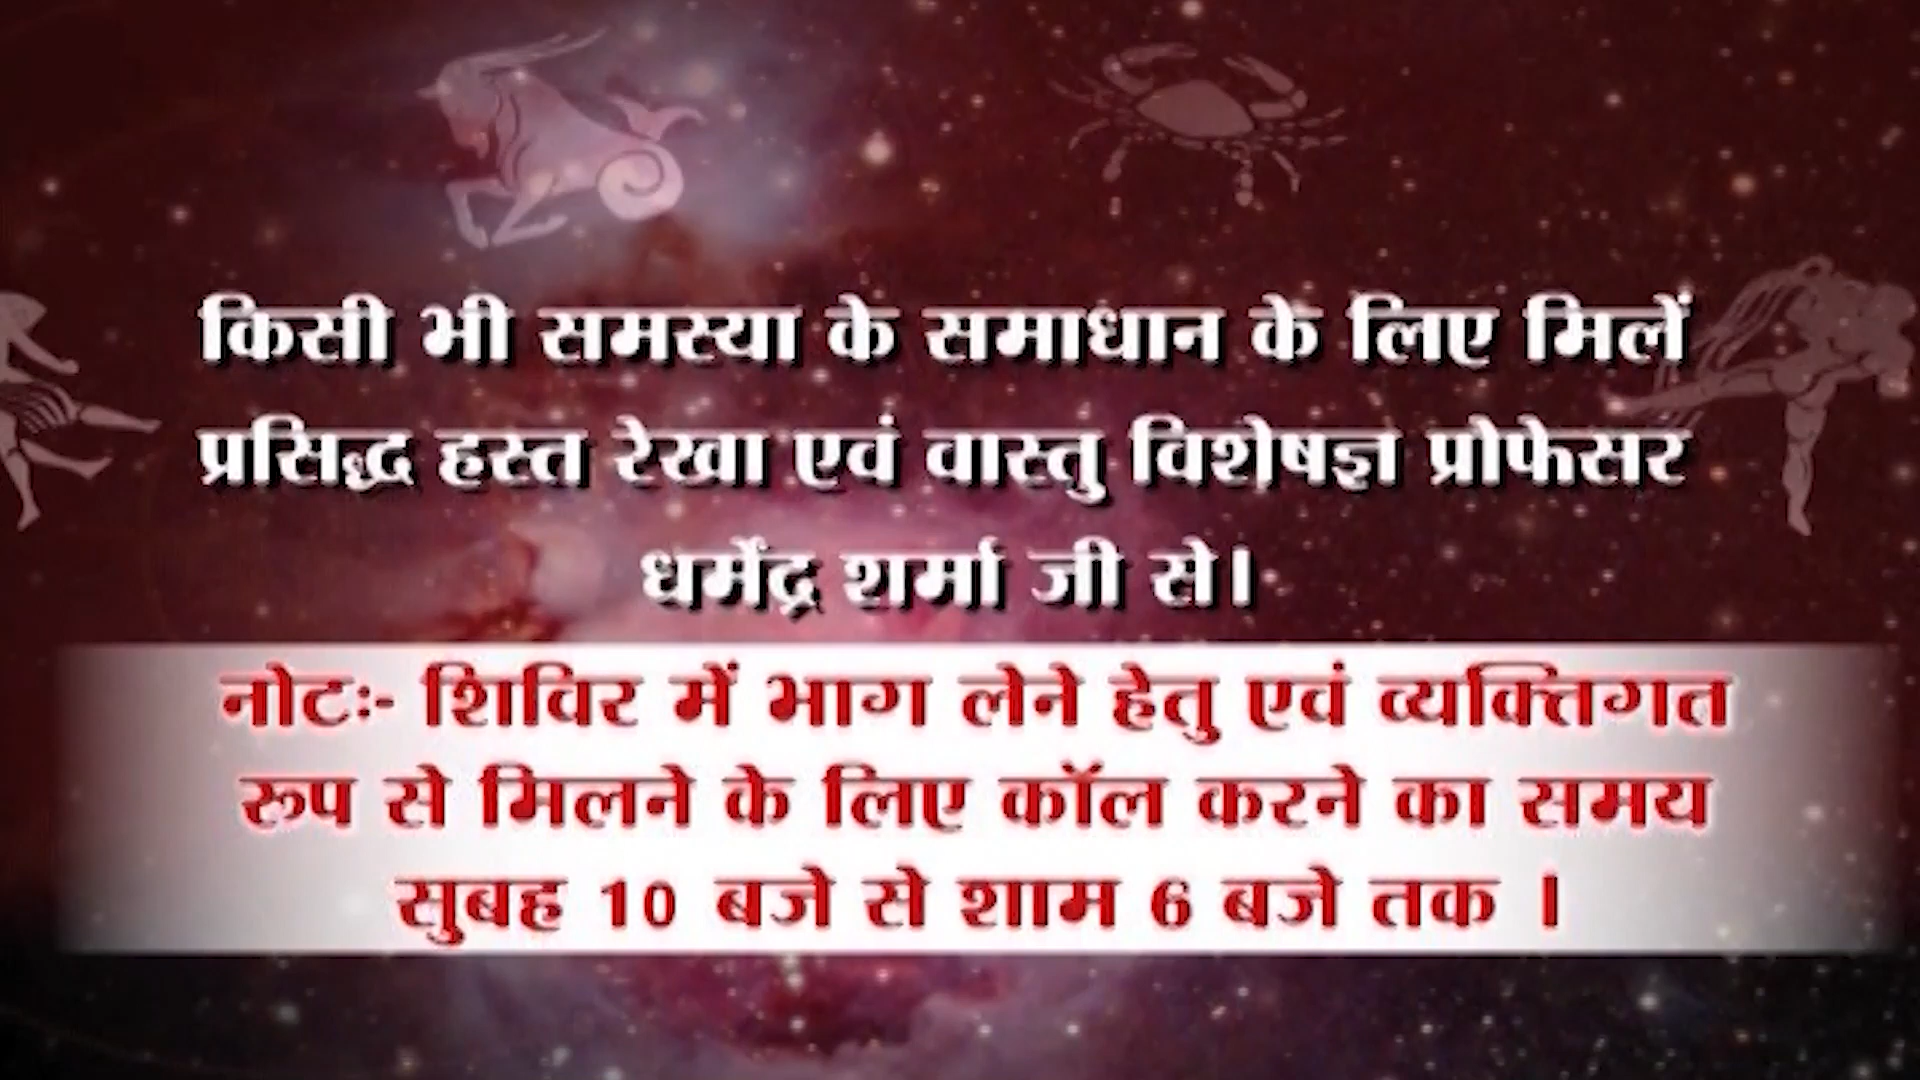 किसी भी समस्या के समाधान के लिए मिलें
प्रसिद्ध हस्त रेखा एवं वास्तु विशेषज्ञ प्रोफेसर
धर्मेंद्र शर्मा जी से।
नोटः- शिविर में भाग लेने हेतु एवं व्यक्तिगत
रूप से मिलने के लिए कॉल करने का समय
सुबह 10 बजे से शाम 6 बजे तक ।